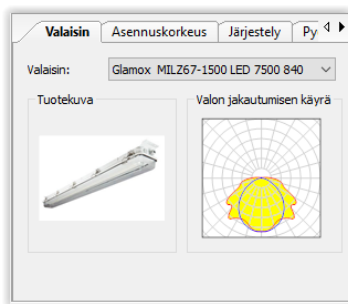 Valaisin Asennuskorkeus Järjestely Py
Valaisin: Glamox MILZ67-1500 LED 7500 840
Tuotekuva Valon jakautumisen käyrä